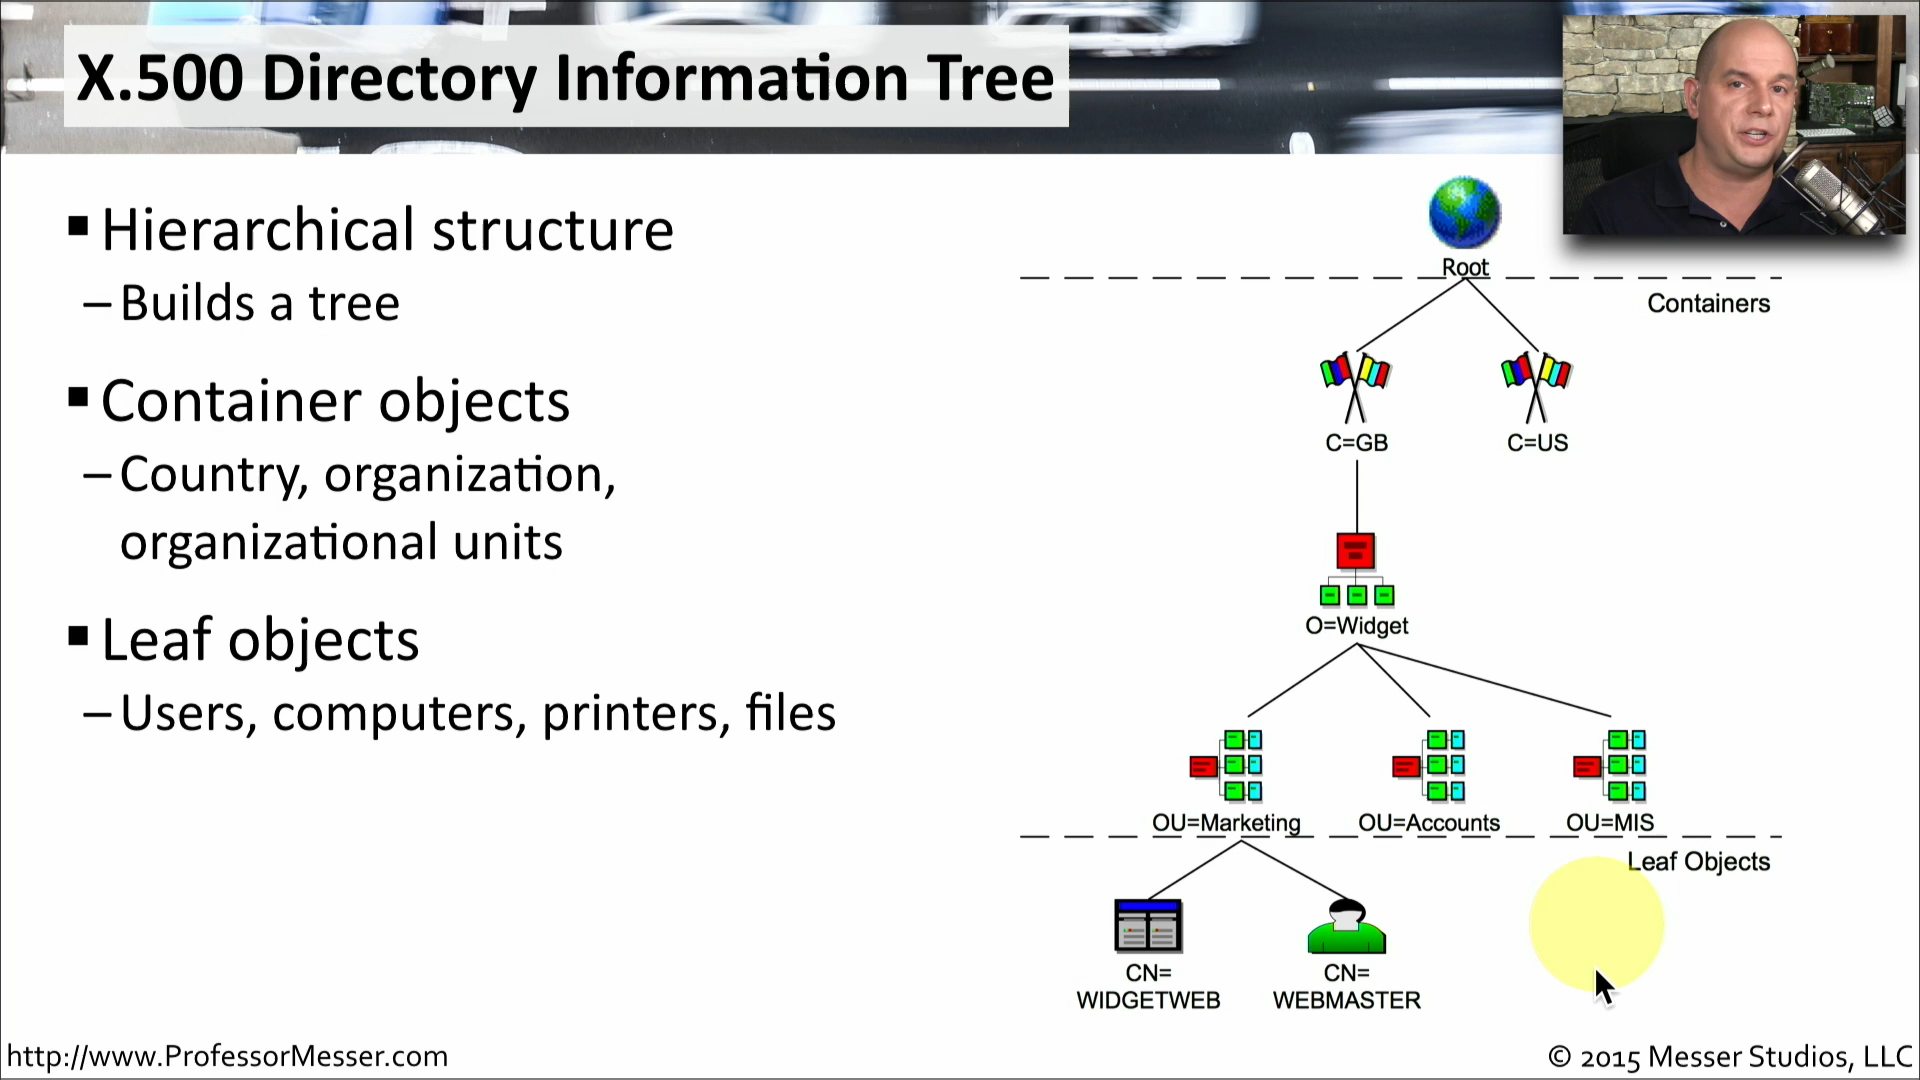 X.500 Directory Information Tree
▪ Hierarchical structure
– Builds a tree
▪ Container objects
– Country, organization,
organizational units
▪ Leaf objects
– Users, computers, printers, files
Root
Containers
C=GB
C=US
O=Widget
OU=Marketing
OU=Accounts
OU=MIS
Leaf Objects
CN=
WIDGETWEB
CN=
WEBMASTER
http://www.ProfessorMesser.com
© 2015 Messer Studios, LLC